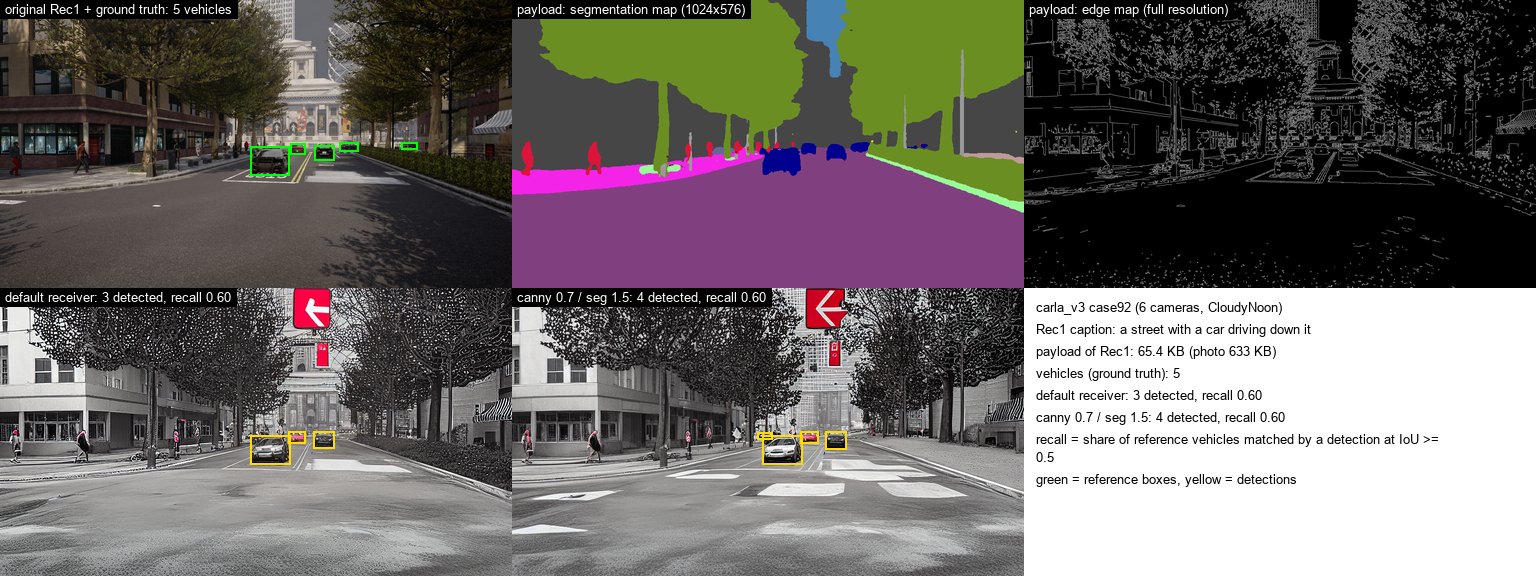 original Rec1 + ground truth: 5 vehicles
payload: segmentation map (1024x576)
payload: edge map (full resolution)
default receiver: 3 detected, recall 0.60
canny 0.7 / seg 1.5: 4 detected, recall 0.60
carla_v3 case92 (6 cameras, CloudyNoon)
Rec1 caption: a street with a car driving down it
payload of Rec1: 65.4 KB (photo 633 KB)
vehicles (ground truth): 5
default receiver: 3 detected, recall 0.60
canny 0.7 / seg 1.5: 4 detected, recall 0.60
recall = share of reference vehicles matched by a detection at IoU >=
0.5
green = reference boxes, yellow = detections